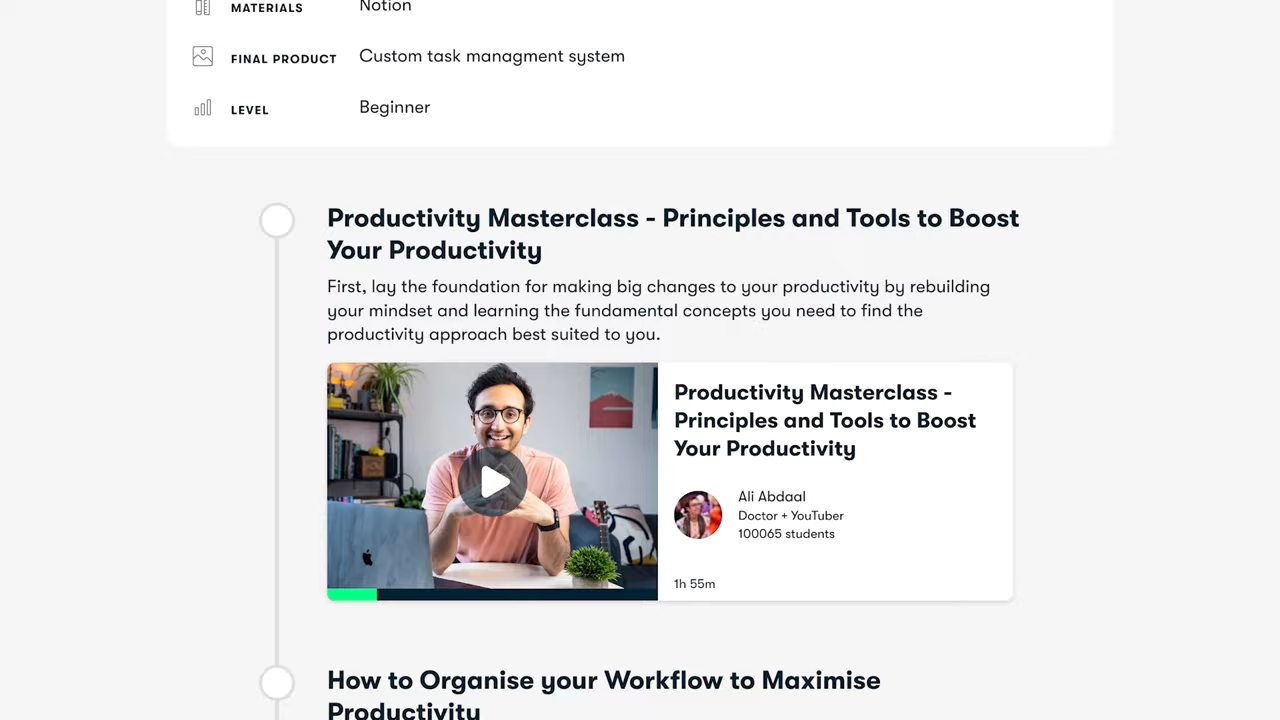 MATERIALS
Notion
FINAL PRODUCT
Custom task managment system
LEVEL
Beginner
Productivity Masterclass - Principles and Tools to Boost
Your Productivity
First, lay the foundation for making big changes to your productivity by rebuilding
your mindset and learning the fundamental concepts you need to find the
productivity approach best suited to you.
Productivity Masterclass -
Principles and Tools to Boost
Your Productivity
Ali Abdaal
Doctor + YouTuber
100065 students
1h 55m
How to Organise your Workflow to Maximise
Productivity